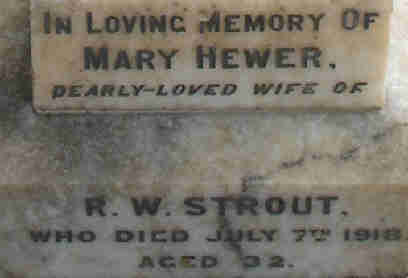 IN LOVING MEMORY OF
MARY HEWER,
DEARLY-LOVED WIFE OF
R. W. STROUT,
WHO DIED JULY 7TH 1918
AGED 32.